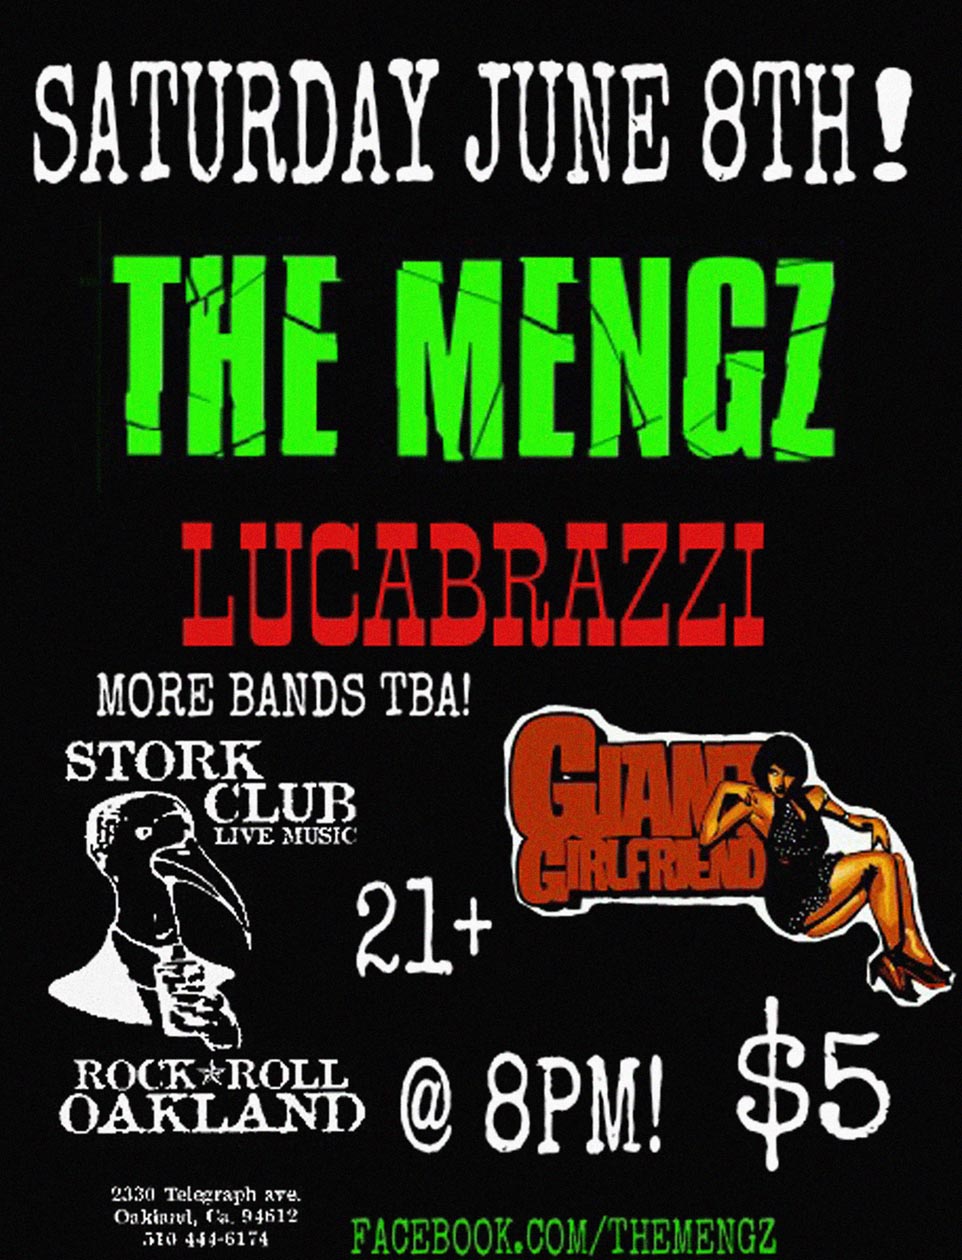 SATURDAY JUNE 8TH!
THE MENGZ
LUCABRAZZI
MORE BANDS TBA!
STORK
CLUB
LIVE MUSIC
GIANT
GIRLFRIEND
21+
ROCK★ROLL
OAKLAND
@ 8PM!
$5
2330 Telegraph ave.
Oakland, Ca. 94612
510 444-6174
FACEBOOK.COM/THEMENGZ